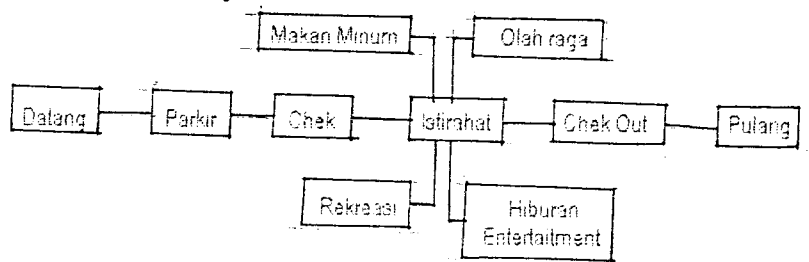 Makan Minum
Olah raga
Datang
Parkir
Chek
Istirahat
Chek Out
Pulang
Rekreasi
Hiburan
Entertaitment